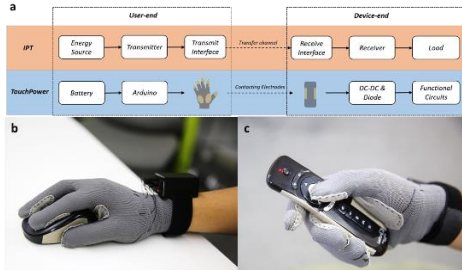 a
User-end
Device-end
IPT
Energy
Source
Transmitter
Transmit
Interface
Transfer channel
Receive
Interface
Receiver
Load
TouchPower
Battery
Arduino
Contacting Electrodes
DC-DC &
Diode
Functional
Circuits
b
c